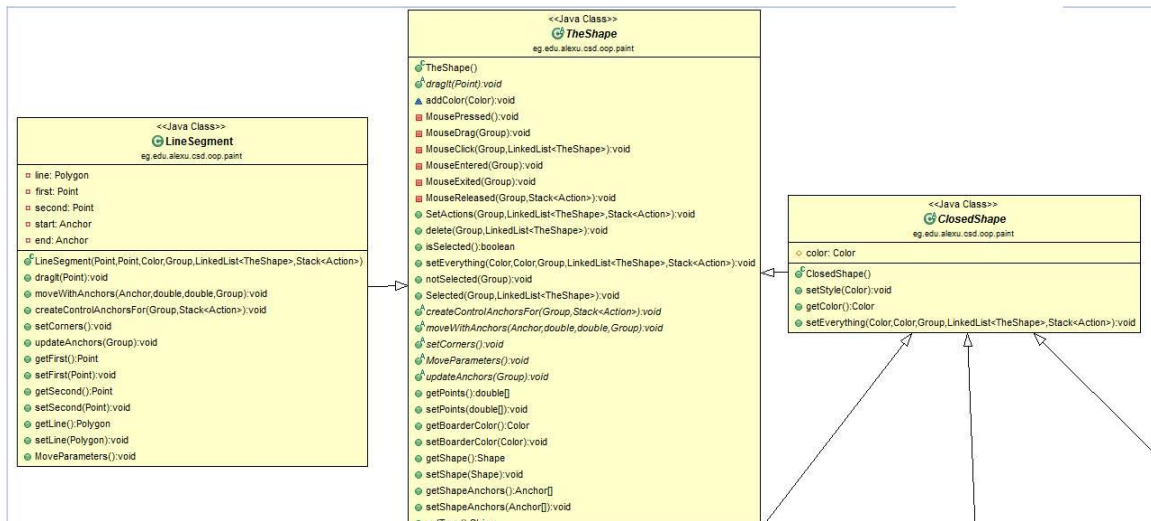 <<Java Class>>
LineSegment
eg.edu.alexu.csd.oop.paint
line: Polygon
first: Point
second: Point
start: Anchor
end: Anchor
LineSegment(Point,Point,Color,Group,LinkedList<TheShape>,Stack<Action>)
dragIt(Point):void
moveWithAnchors(Anchor,double,double,Group):void
createControlAnchorsFor(Group,Stack<Action>):void
setCorners():void
updateAnchors(Group):void
getFirst():Point
setFirst(Point):void
getSecond():Point
setSecond(Point):void
getLine():Polygon
setLine(Polygon):void
MoveParameters():void
<<Java Class>>
TheShape
eg.edu.alexu.csd.oop.paint
TheShape()
dragIt(Point):void
addColor(Color):void
MousePressed():void
MouseDrag(Group):void
MouseClick(Group,LinkedList<TheShape>):void
MouseEntered(Group):void
MouseExited(Group):void
MouseReleased(Group,Stack<Action>):void
SetActions(Group,LinkedList<TheShape>,Stack<Action>):void
delete(Group,LinkedList<TheShape>):void
isSelected():boolean
setEverything(Color,Color,Group,LinkedList<TheShape>,Stack<Action>):void
notSelected(Group):void
Selected(Group,LinkedList<TheShape>):void
createControlAnchorsFor(Group,Stack<Action>):void
moveWithAnchors(Anchor,double,double,Group):void
setCorners():void
MoveParameters():void
updateAnchors(Group):void
getPoints():double[]
setPoints(double[]):void
getBoarderColor():Color
setBoarderColor(Color):void
getShape():Shape
setShape(Shape):void
getShapeAnchors():Anchor[]
setShapeAnchors(Anchor[]):void
<<Java Class>>
ClosedShape
eg.edu.alexu.csd.oop.paint
color: Color
ClosedShape()
setStyle(Color):void
getColor():Color
setEverything(Color,Color,Group,LinkedList<TheShape>,Stack<Action>):void